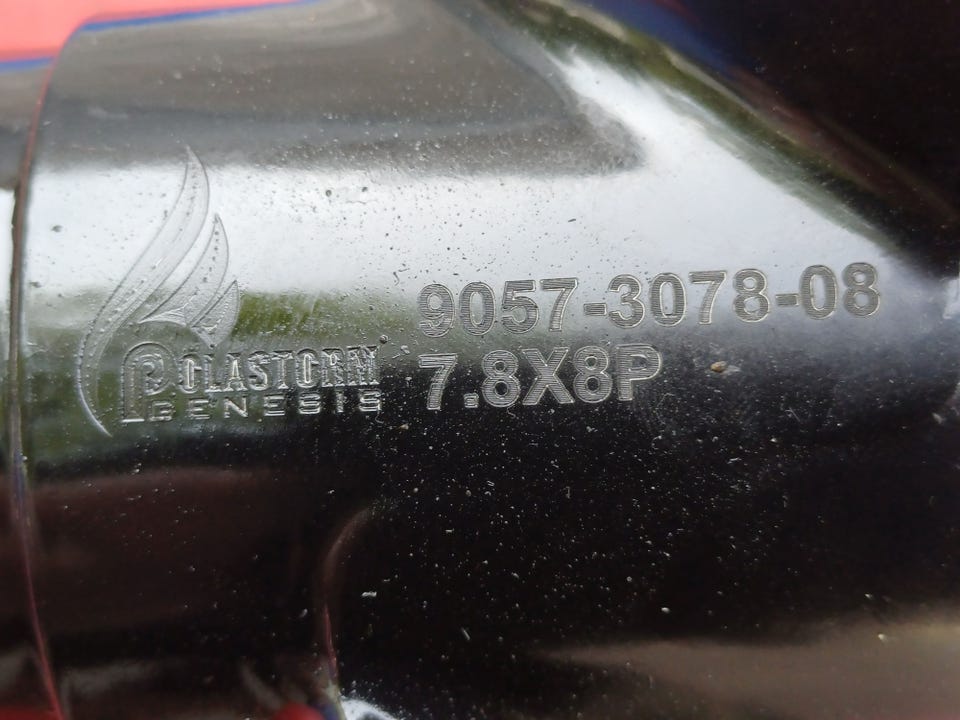 POLASTORM
GENESIS
9057-3078-08
7.8X8P